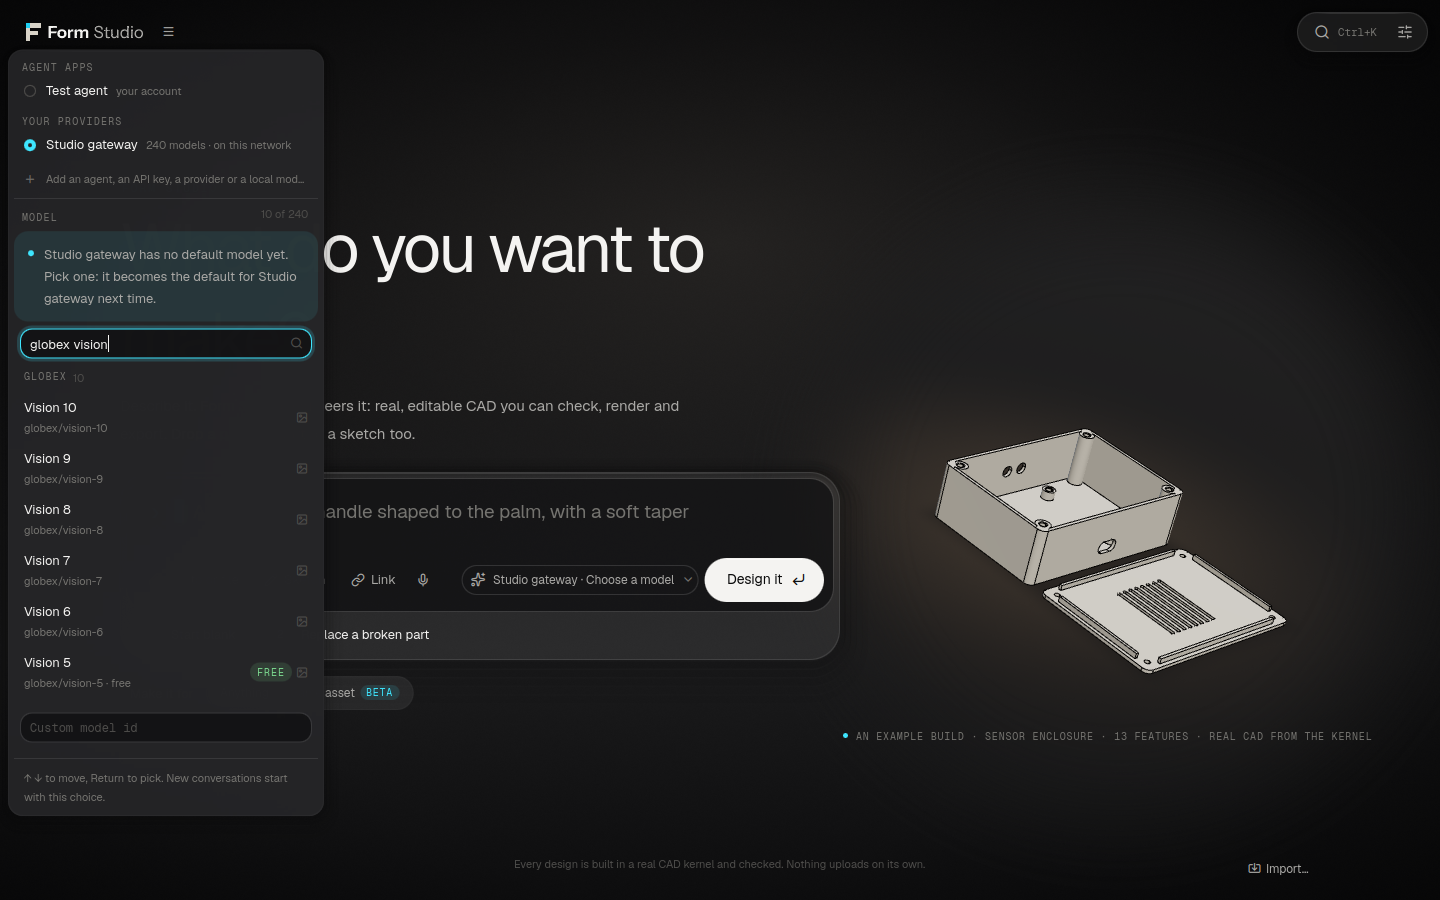 Form Studio
Ctrl+K
AGENT APPS
Test agent your account
YOUR PROVIDERS
Studio gateway 240 models · on this network
+ Add an agent, an API key, a provider or a local mod…
MODEL 10 of 240
Studio gateway has no default model yet.
Pick one: it becomes the default for Studio
gateway next time.
globex vision
GLOBEX 10
Vision 10
globex/vision-10
Vision 9
globex/vision-9
Vision 8
globex/vision-8
Vision 7
globex/vision-7
Vision 6
globex/vision-6
Vision 5
globex/vision-5 · free
FREE
Custom model id
↑↓ to move, Return to pick. New conversations start
with this choice.
o you want to
eers it: real, editable CAD you can check, render and
a sketch too.
andle shaped to the palm, with a soft taper
Link
Studio gateway · Choose a model
Design it
lace a broken part
asset BETA
AN EXAMPLE BUILD · SENSOR ENCLOSURE · 13 FEATURES · REAL CAD FROM THE KERNEL
Every design is built in a real CAD kernel and checked. Nothing uploads on its own.
Import…